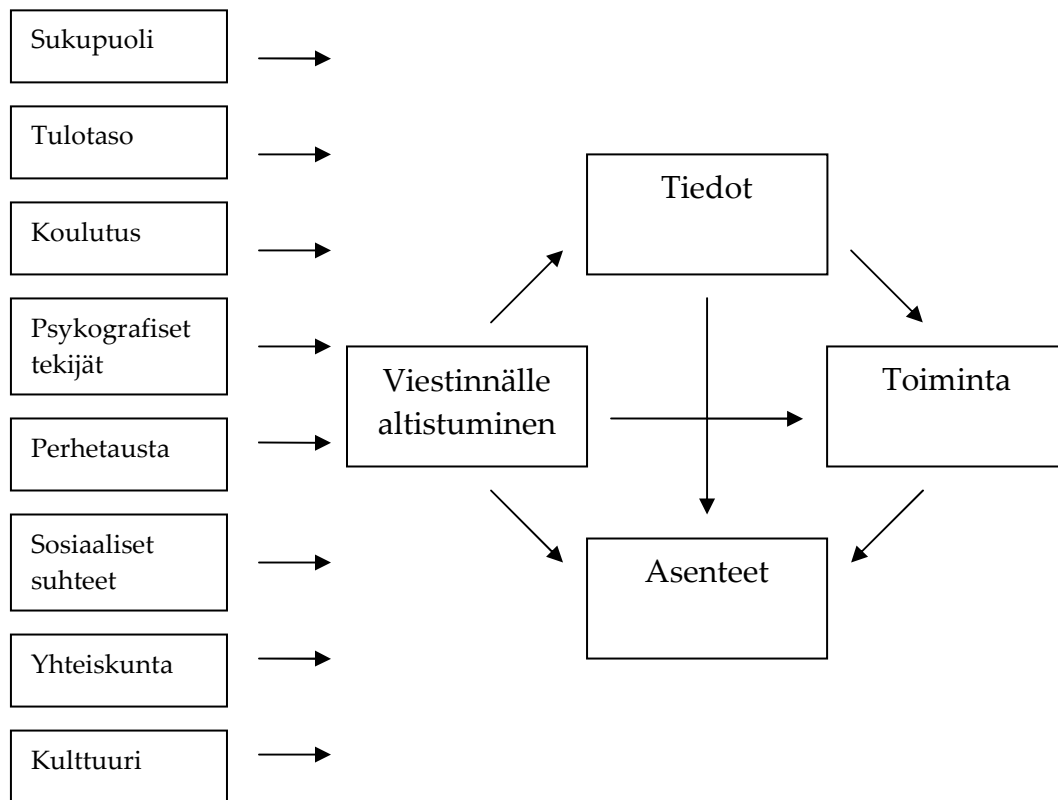 Sukupuoli
Tulotaso
Koulutus
Psykografiset
tekijät
Perhetausta
Sosiaaliset
suhteet
Yhteiskunta
Kulttuuri
Viestinnälle
altistuminen
Tiedot
Asenteet
Toiminta